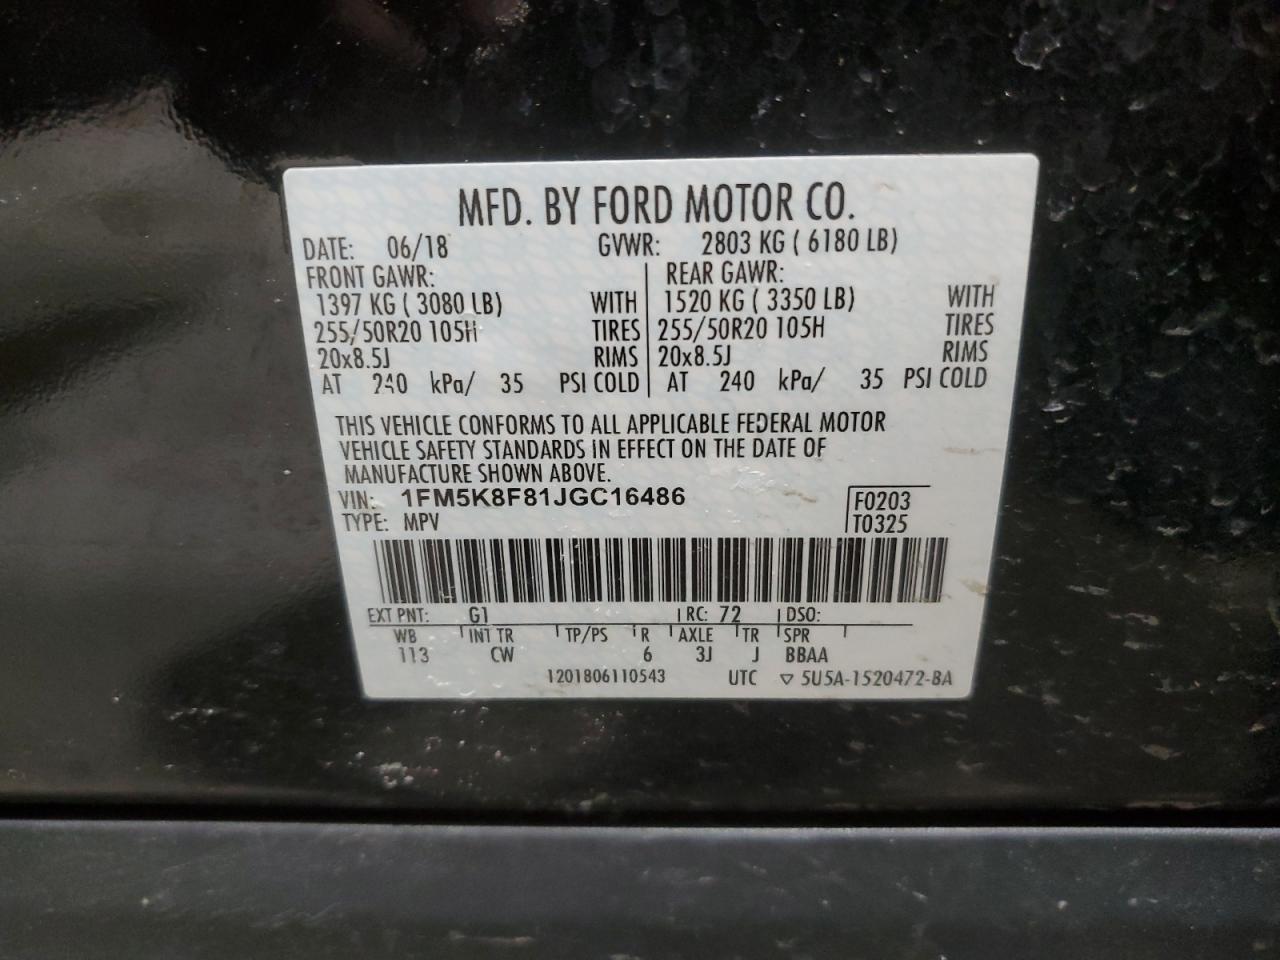 MFD. BY FORD MOTOR CO.
DATE: 06/18 GVWR: 2803 KG ( 6180 LB)
FRONT GAWR: REAR GAWR:
1397 KG ( 3080 LB) WITH 1520 KG ( 3350 LB) WITH
255/50R20 105H TIRES 255/50R20 105H TIRES
20x8.5J RIMS 20x8.5J RIMS
AT 240 kPa/ 35 PSI COLD AT 240 kPa/ 35 PSI COLD
THIS VEHICLE CONFORMS TO ALL APPLICABLE FEDERAL MOTOR
VEHICLE SAFETY STANDARDS IN EFFECT ON THE DATE OF
MANUFACTURE SHOWN ABOVE.
VIN: 1FM5K8F81JGC16486 F0203
TYPE: MPV T0325
EXT PNT: G1 RC: 72 DSO:
WB INT TR TP/PS R AXLE TR SPR
113 CW 6 3J J BBAA
1201806110543 UTC ▽ 5U5A-1520472-BA